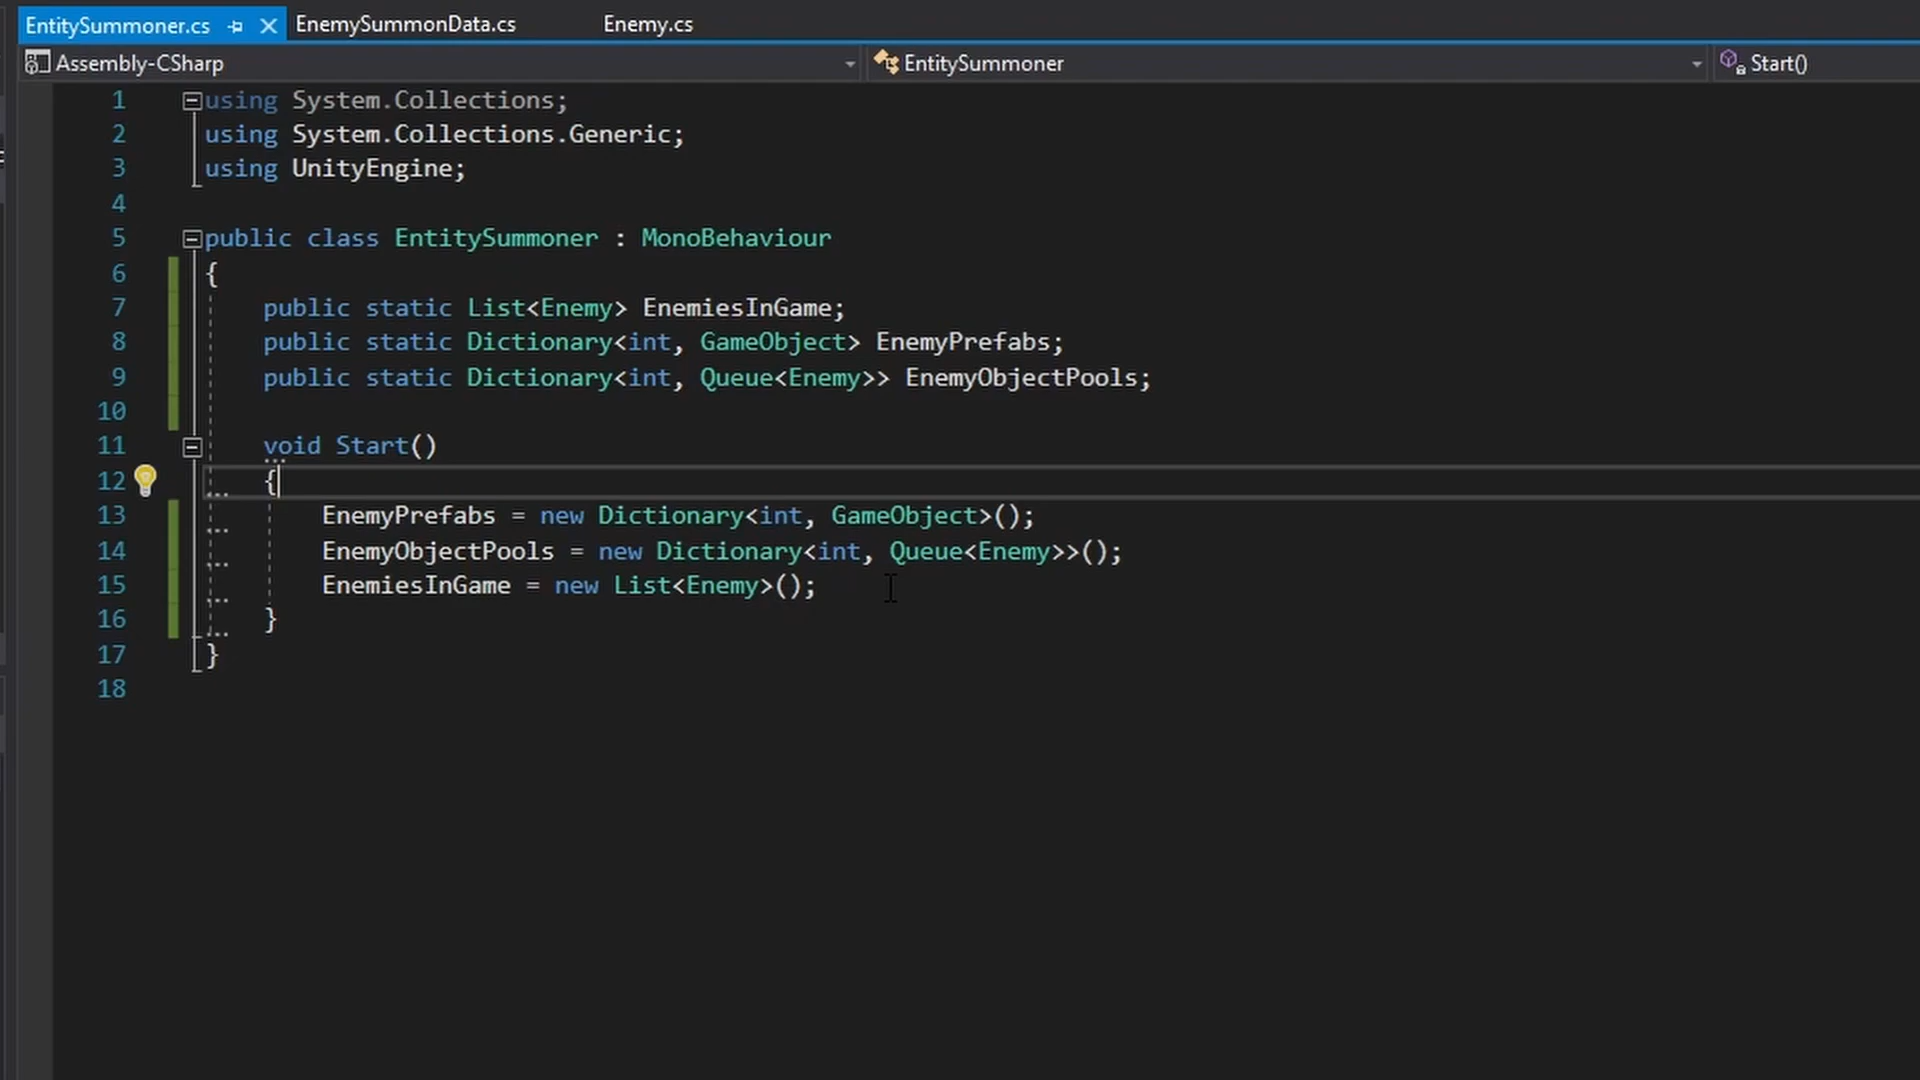 EntitySummoner.cs EnemySummonData.cs Enemy.cs
Assembly-CSharp EntitySummoner Start()
1 using System.Collections;
2 using System.Collections.Generic;
3 using UnityEngine;
4
5 public class EntitySummoner : MonoBehaviour
6 {
7 public static List<Enemy> EnemiesInGame;
8 public static Dictionary<int, GameObject> EnemyPrefabs;
9 public static Dictionary<int, Queue<Enemy>> EnemyObjectPools;
10
11 void Start()
12 {
13 EnemyPrefabs = new Dictionary<int, GameObject>();
14 EnemyObjectPools = new Dictionary<int, Queue<Enemy>>();
15 EnemiesInGame = new List<Enemy>();
16 }
17 }
18